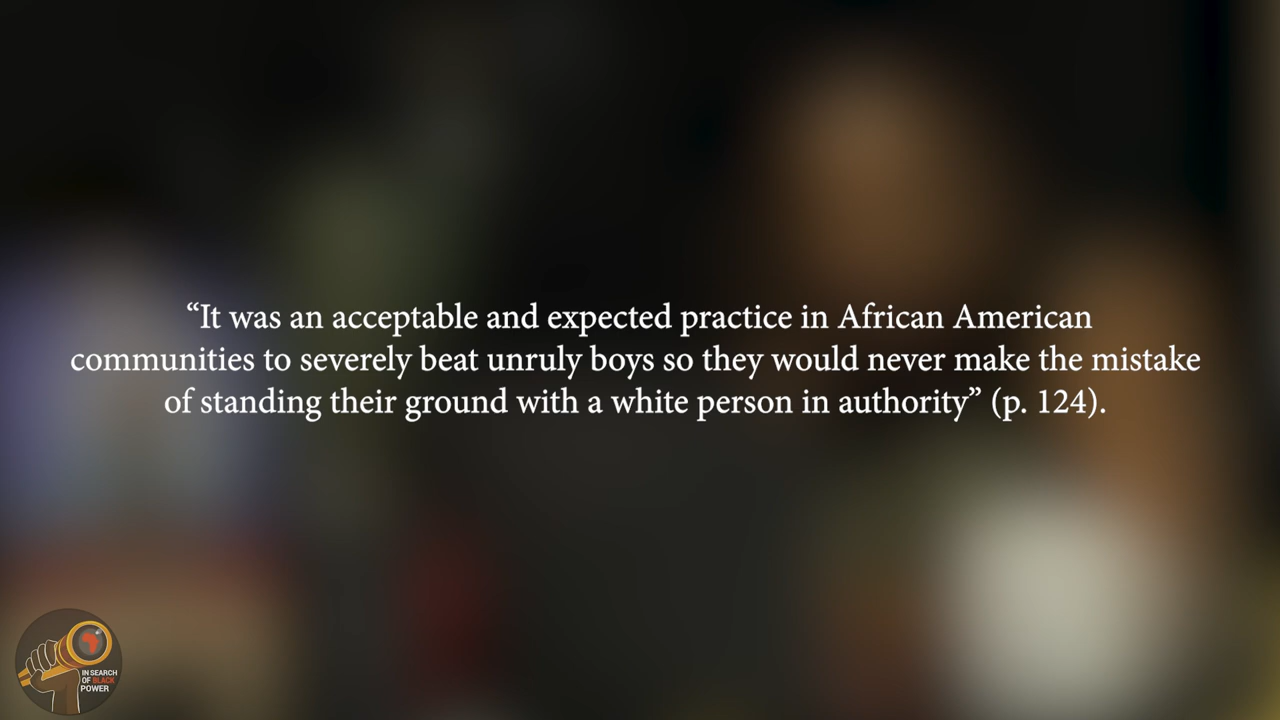 “It was an acceptable and expected practice in African American
communities to severely beat unruly boys so they would never make the mistake
of standing their ground with a white person in authority” (p. 124).
IN SEARCH
OF BLACK
POWER